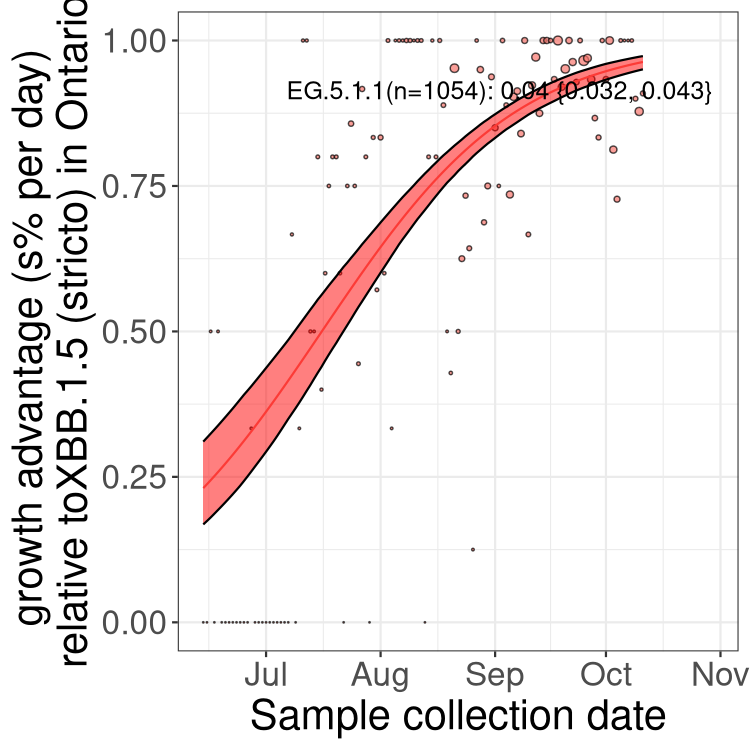 growth advantage (s% per day)
relative toXBB.1.5 (stricto) in Ontario
1.00
0.75
0.50
0.25
0.00
EG.5.1.1(n=1054): 0.04 {0.032, 0.043}
Jul Aug Sep Oct Nov
Sample collection date